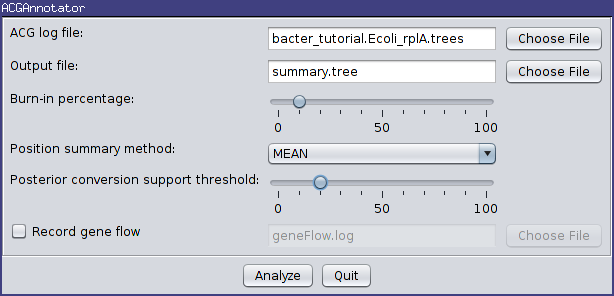 ACGAnnotator
ACG log file: bacter_tutorial.Ecoli_rplA.trees Choose File
Output file: summary.tree Choose File
Burn-in percentage:
0 50 100
Position summary method: MEAN
Posterior conversion support threshold:
0 50 100
Record gene flow geneFlow.log Choose File
Analyze Quit